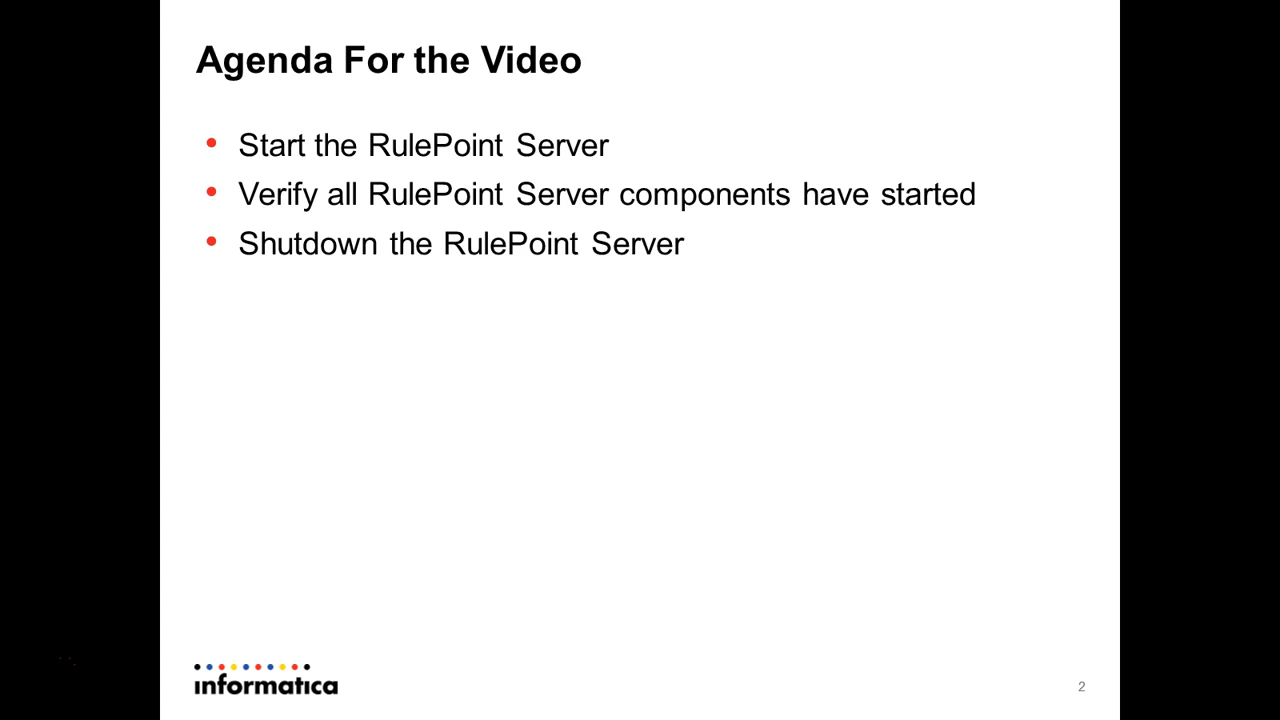 Agenda For the Video
• Start the RulePoint Server
• Verify all RulePoint Server components have started
• Shutdown the RulePoint Server
informatica
2